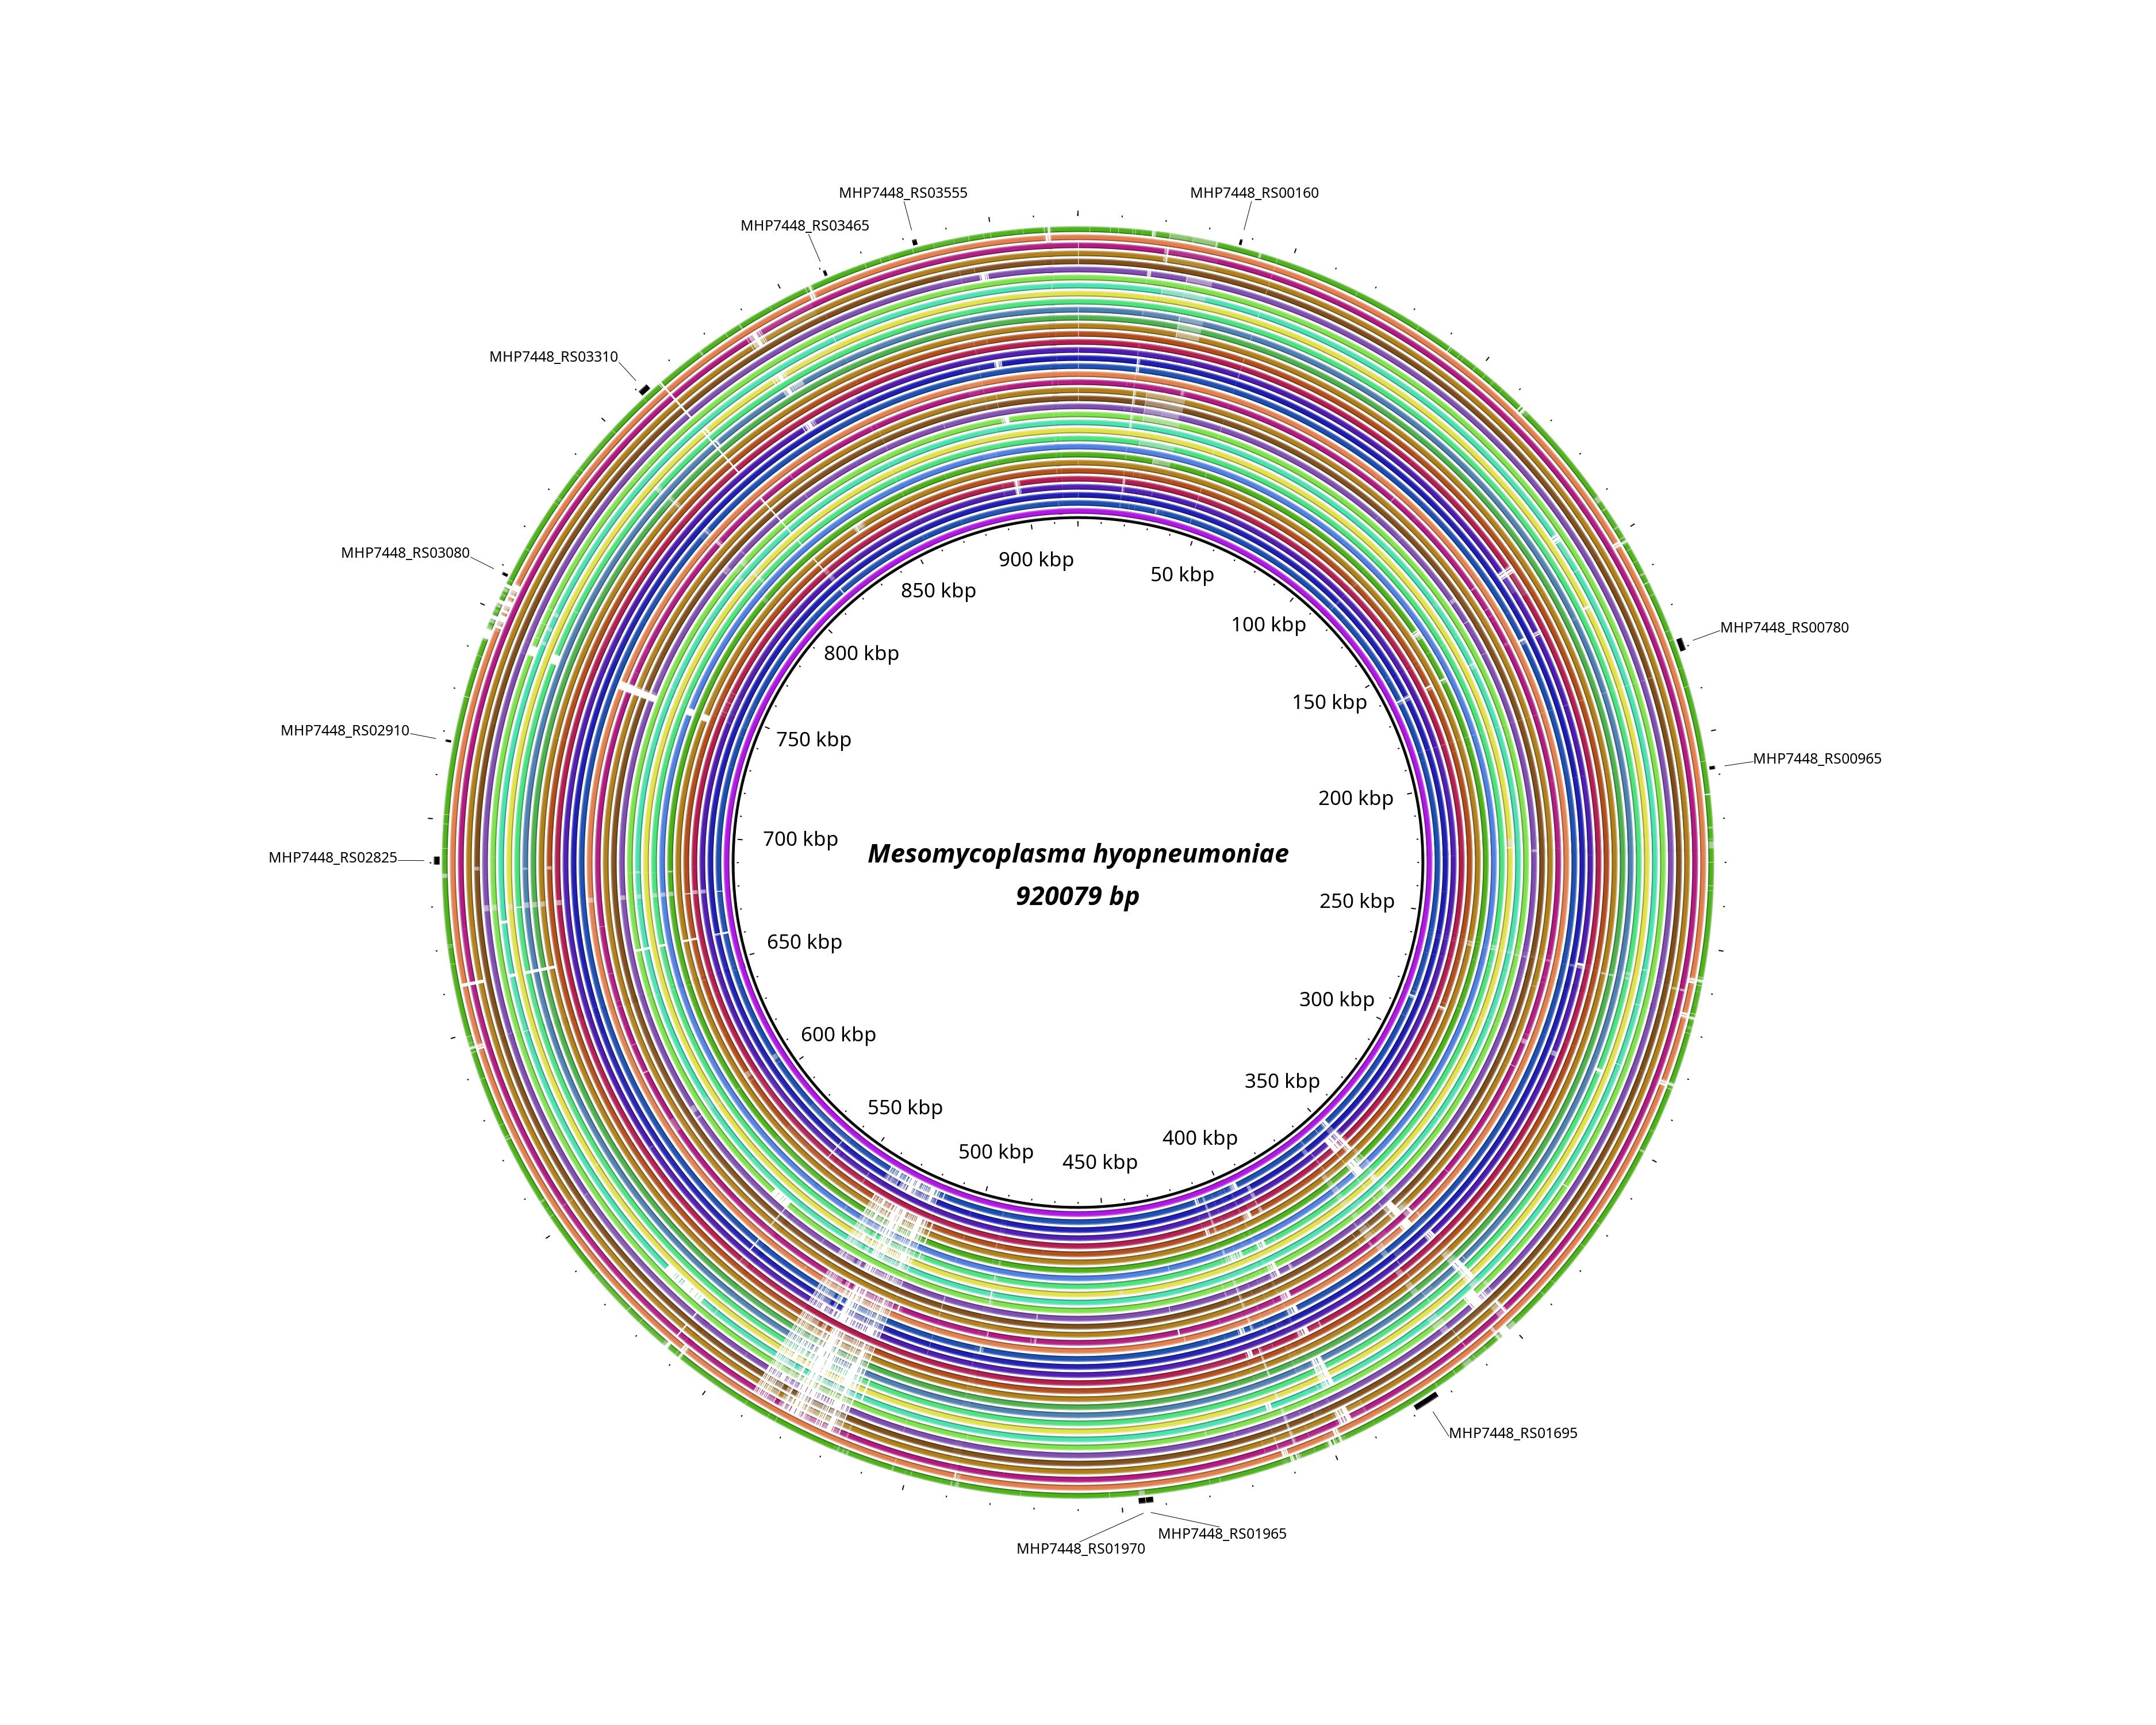 MHP7448_RS03555
MHP7448_RS00160
MHP7448_RS03465
MHP7448_RS03310
MHP7448_RS03080
900 kbp
50 kbp
850 kbp
100 kbp
MHP7448_RS00780
800 kbp
150 kbp
MHP7448_RS02910
750 kbp
MHP7448_RS00965
200 kbp
700 kbp
Mesomycoplasma hyopneumoniae
MHP7448_RS02825
920079 bp
250 kbp
650 kbp
300 kbp
600 kbp
350 kbp
550 kbp
400 kbp
500 kbp
450 kbp
MHP7448_RS01695
MHP7448_RS01965
MHP7448_RS01970